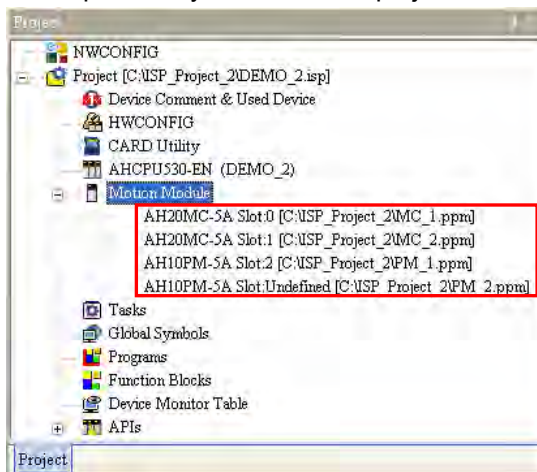 Project
NWCONFIG
Project [C:\ISP_Project_2\DEMO_2.isp]
Device Comment & Used Device
HWCONFIG
CARD Utility
AHCPU530-EN (DEMO_2)
Motion Module
AH20MC-5A Slot:0 [C:\ISP_Project_2\MC_1.ppm]
AH20MC-5A Slot:1 [C:\ISP_Project_2\MC_2.ppm]
AH10PM-5A Slot:2 [C:\ISP_Project_2\PM_1.ppm]
AH10PM-5A Slot:Undefined [C:\ISP_Project_2\PM_2.ppm]
Tasks
Global Symbols
Programs
Function Blocks
Device Monitor Table
APIs
Project